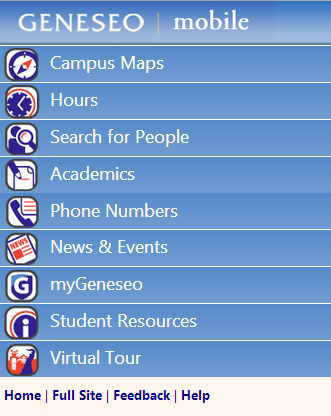 GENESEO | mobile
Campus Maps
Hours
Search for People
Academics
Phone Numbers
NEWS
News & Events
G
myGeneseo
i
Student Resources
Virtual Tour
Home | Full Site | Feedback | Help